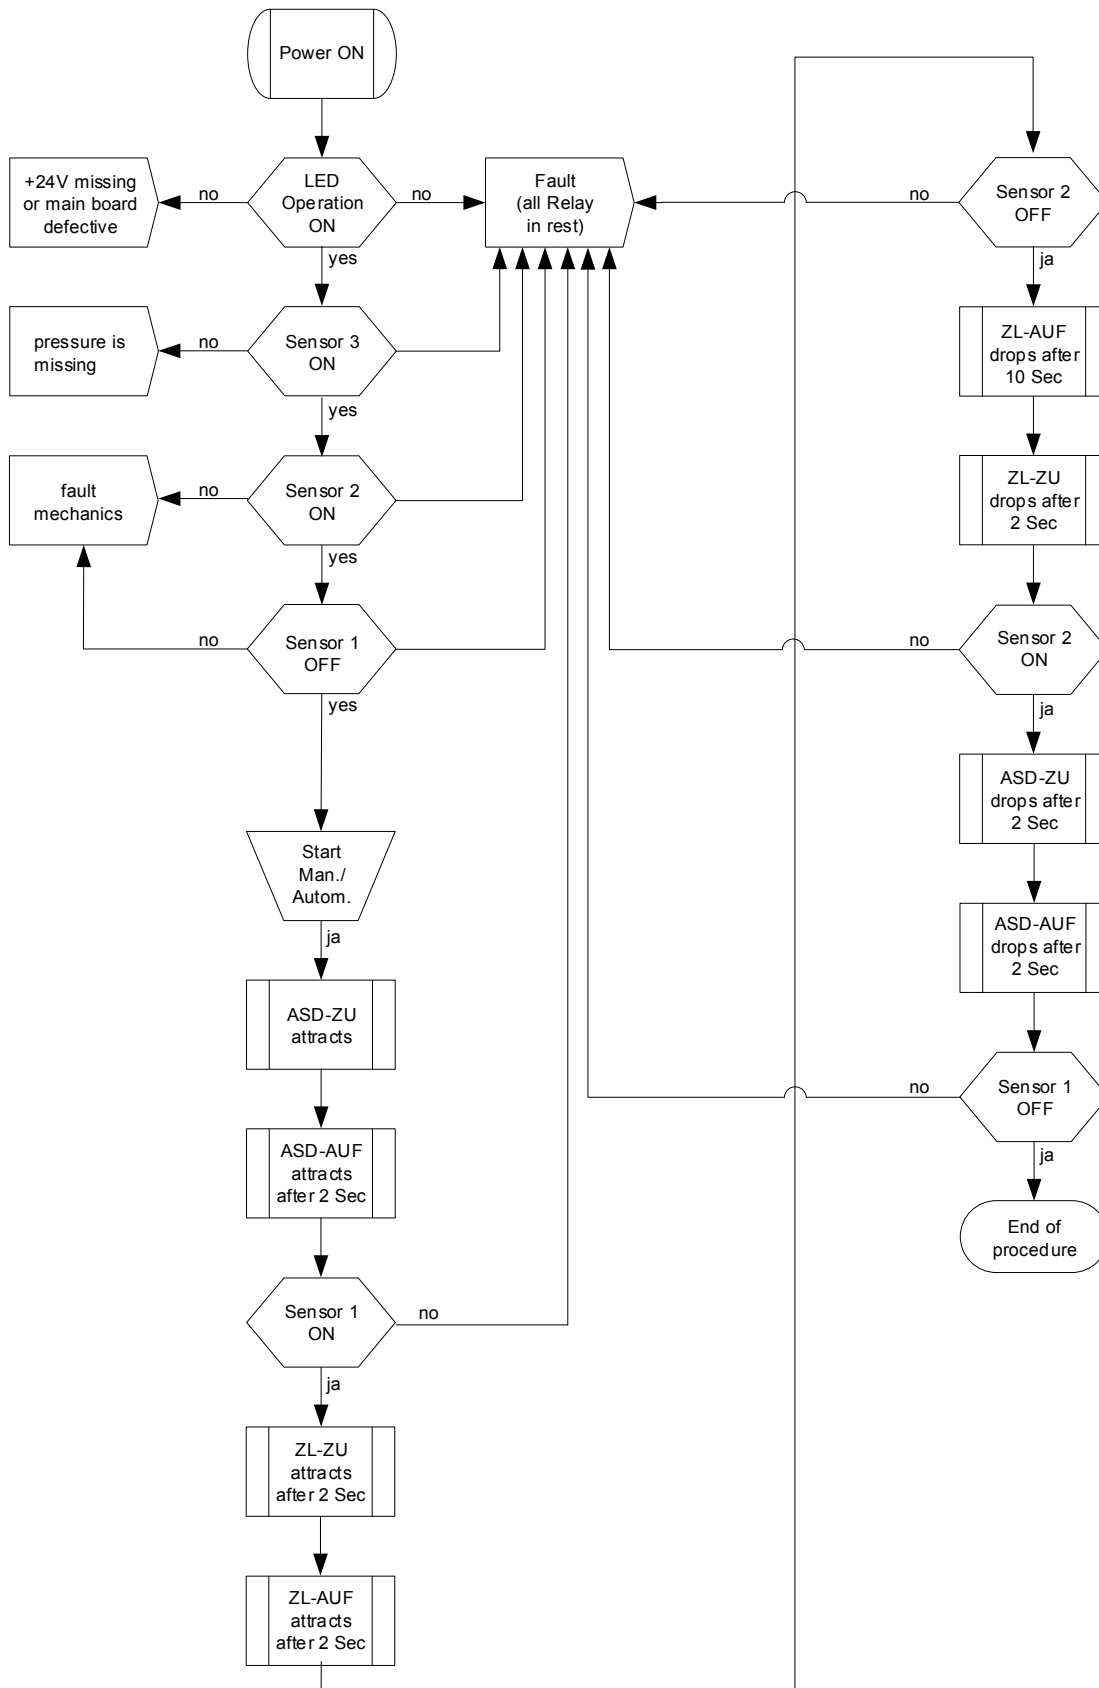 Power ON
LED
Operation
ON
no
no
yes
+24V missing
or main board
defective
Fault
(all Relay
in rest)
Sensor 3
ON
no
yes
pressure is
missing
Sensor 2
ON
no
yes
fault
mechanics
Sensor 1
OFF
no
yes
Start
Man./
Autom.
ja
ASD-ZU
attracts
ASD-AUF
attracts
after 2 Sec
Sensor 1
ON
no
ja
ZL-ZU
attracts
after 2 Sec
ZL-AUF
attracts
after 2 Sec
Sensor 2
OFF
no
ja
ZL-AUF
drops after
10 Sec
ZL-ZU
drops after
2 Sec
Sensor 2
ON
no
ja
ASD-ZU
drops after
2 Sec
ASD-AUF
drops after
2 Sec
Sensor 1
OFF
no
ja
End of
procedure